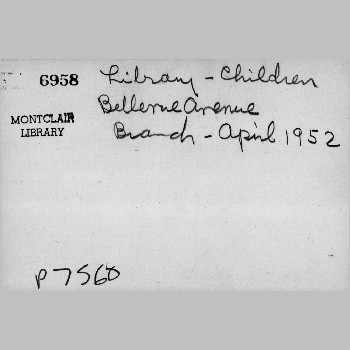 6958 Library - Children
Bellevue Avenue
MONTCLAIR
LIBRARY
Branch - April 1952
P7560